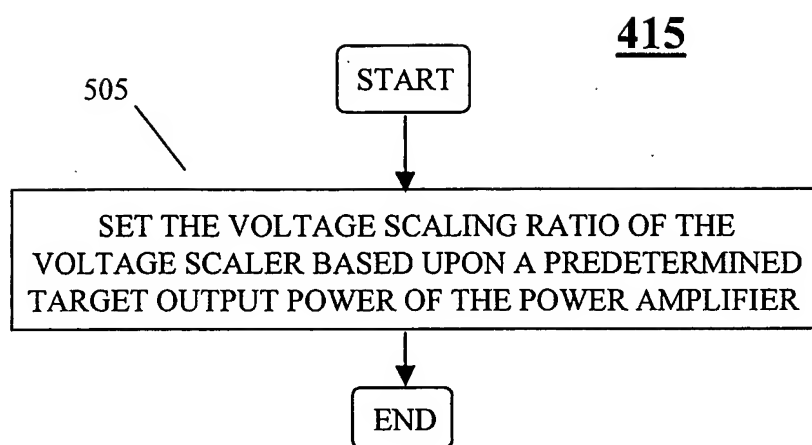 415
START
505
SET THE VOLTAGE SCALING RATIO OF THE
VOLTAGE SCALER BASED UPON A PREDETERMINED
TARGET OUTPUT POWER OF THE POWER AMPLIFIER
END